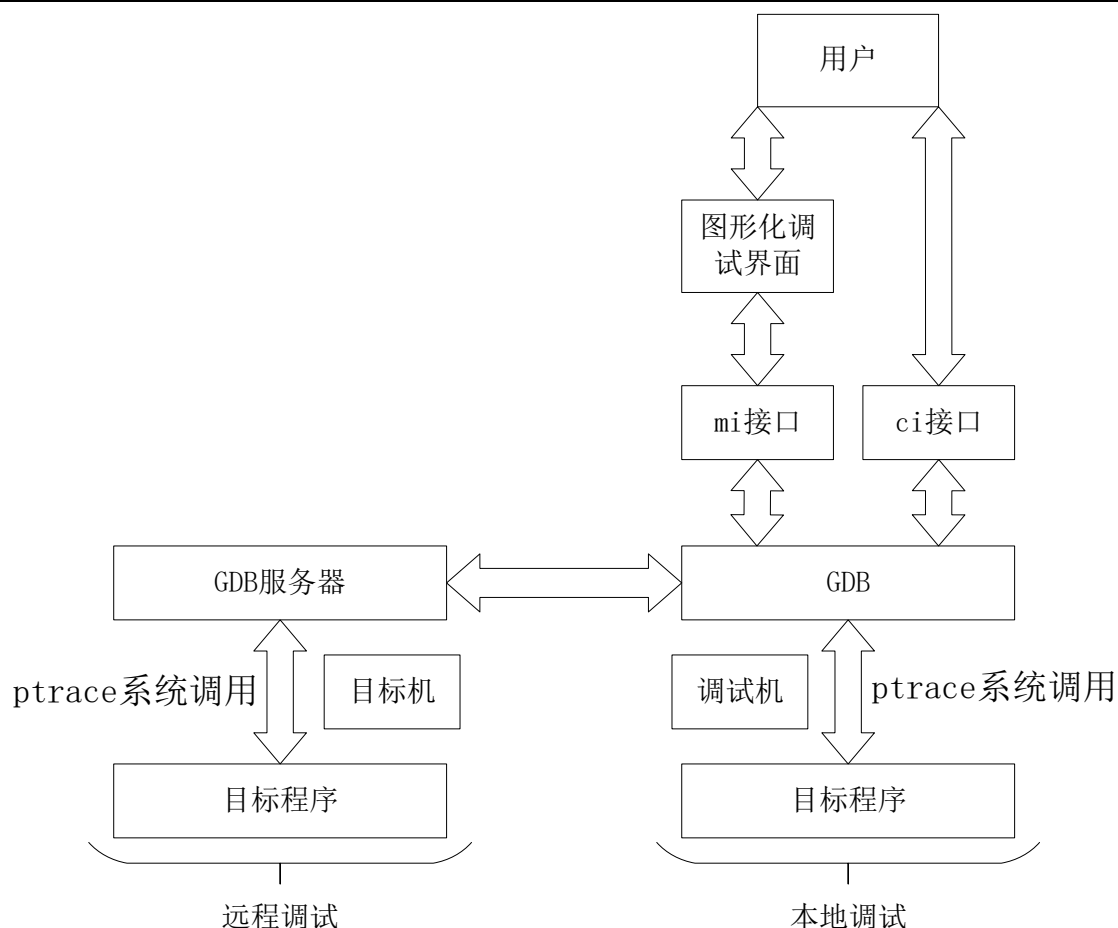 用户
图形化调
试界面
mi接口
ci接口
GDB服务器
GDB
ptrace系统调用
目标机
调试机
ptrace系统调用
目标程序
目标程序
远程调试
本地调试